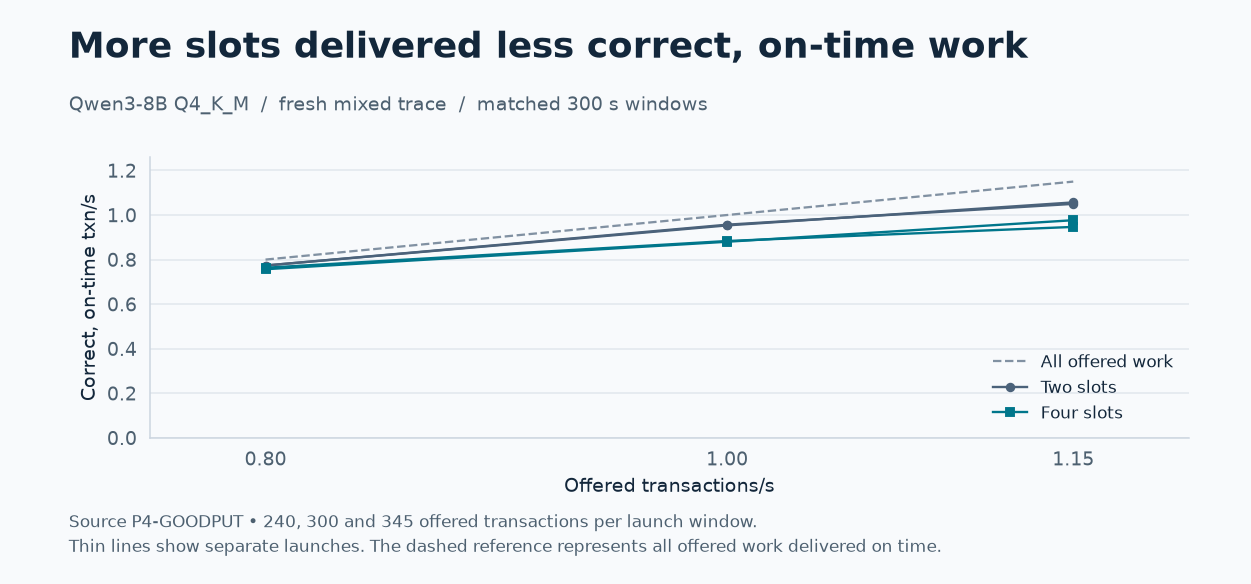 More slots delivered less correct, on-time work
Qwen3-8B Q4_K_M / fresh mixed trace / matched 300 s windows
Correct, on-time txn/s
1.2
1.0
0.8
0.6
0.4
0.2
0.0
All offered work
Two slots
Four slots
0.80 1.00 1.15
Offered transactions/s
Source P4-GOODPUT • 240, 300 and 345 offered transactions per launch window.
Thin lines show separate launches. The dashed reference represents all offered work delivered on time.